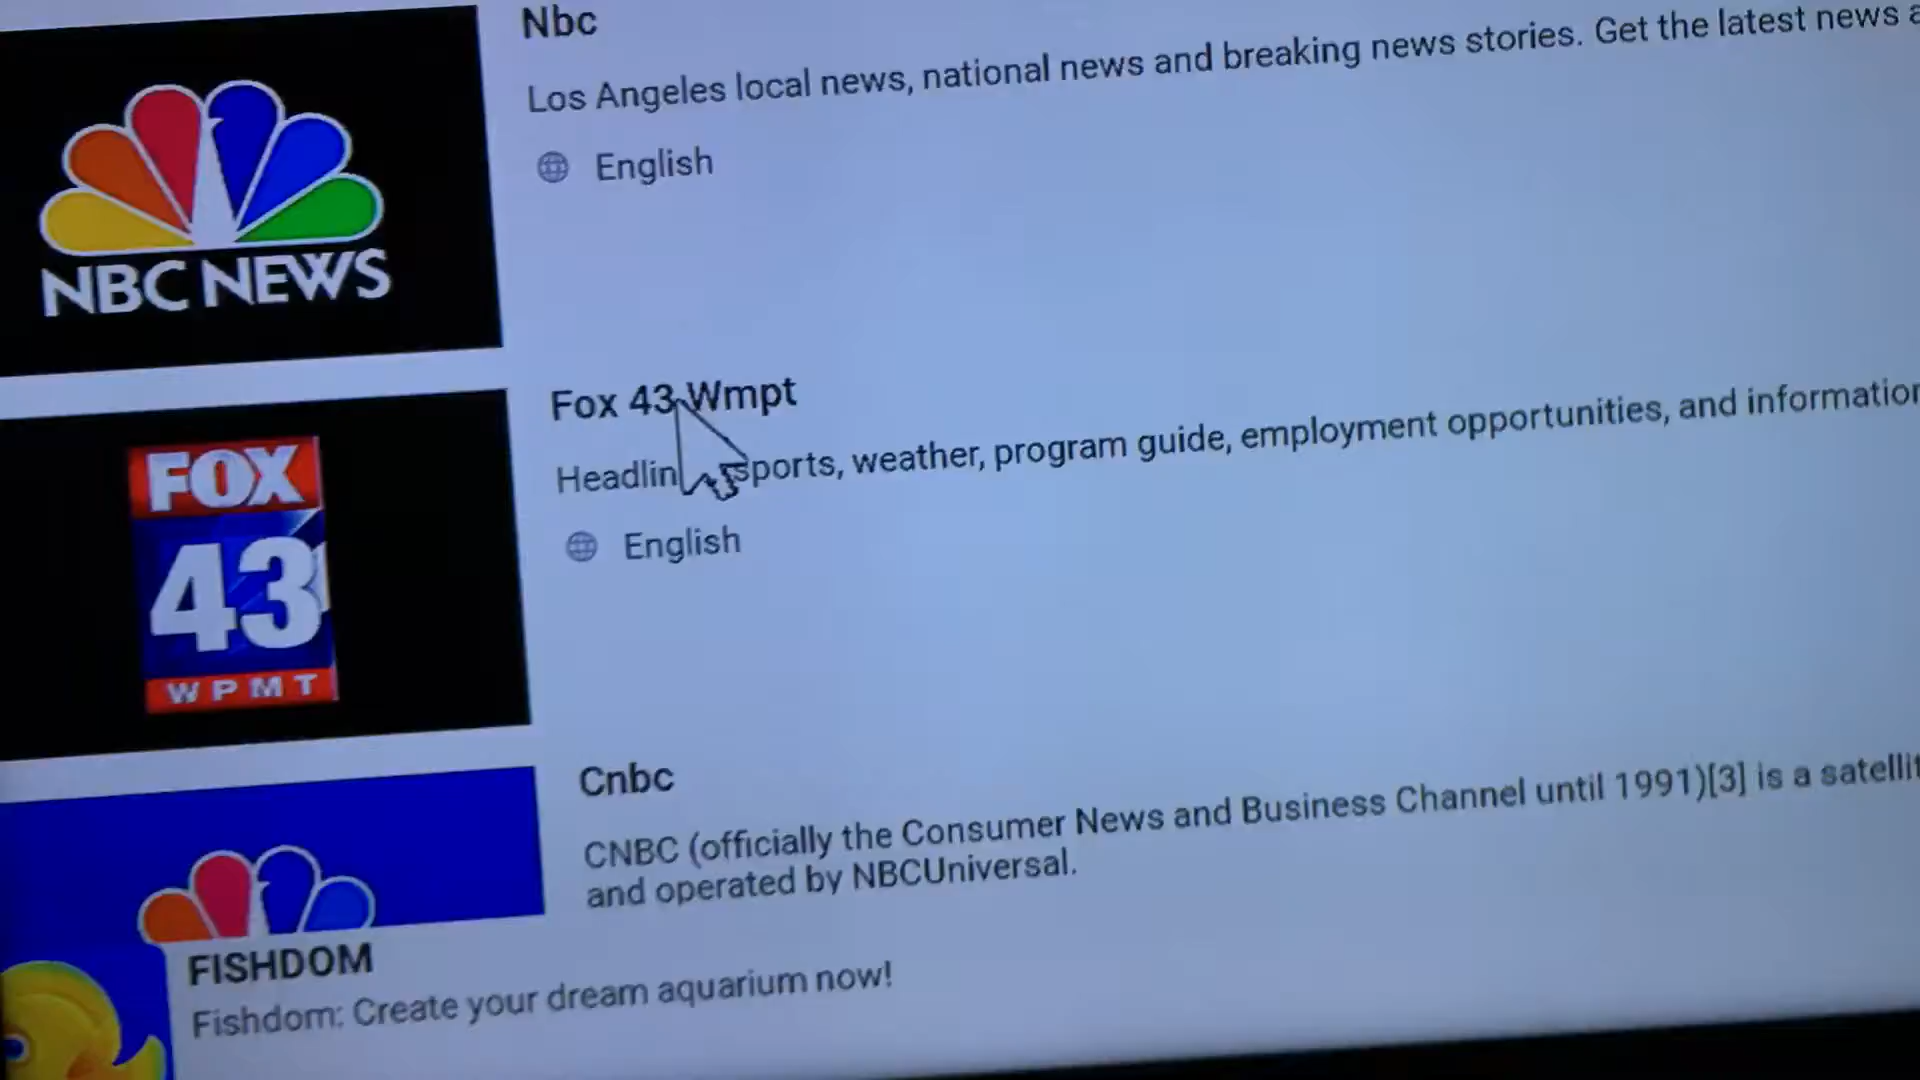 Nbc
Los Angeles local news, national news and breaking news stories. Get the latest news
English
NBC NEWS
Fox 43 Wmpt
sports, weather, program guide, employment opportunities, and information
English
FOX
43
WPMT
Cnbc
CNBC (officially the Consumer News and Business Channel until 1991)[3] is a
and operated by NBCUniversal.
FISHDOM
Fishdom: Create your dream aquarium now!